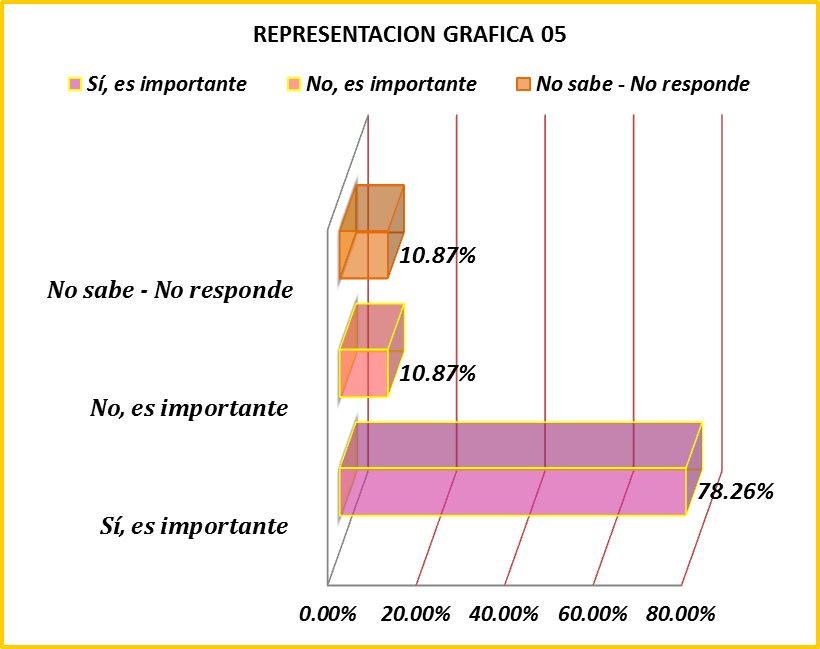 REPRESENTACION GRAFICA 05
Sí, es importante No, es importante No sabe - No responde
10.87%
No sabe - No responde
10.87%
No, es importante
78.26%
Sí, es importante
0.00% 20.00% 40.00% 60.00% 80.00%